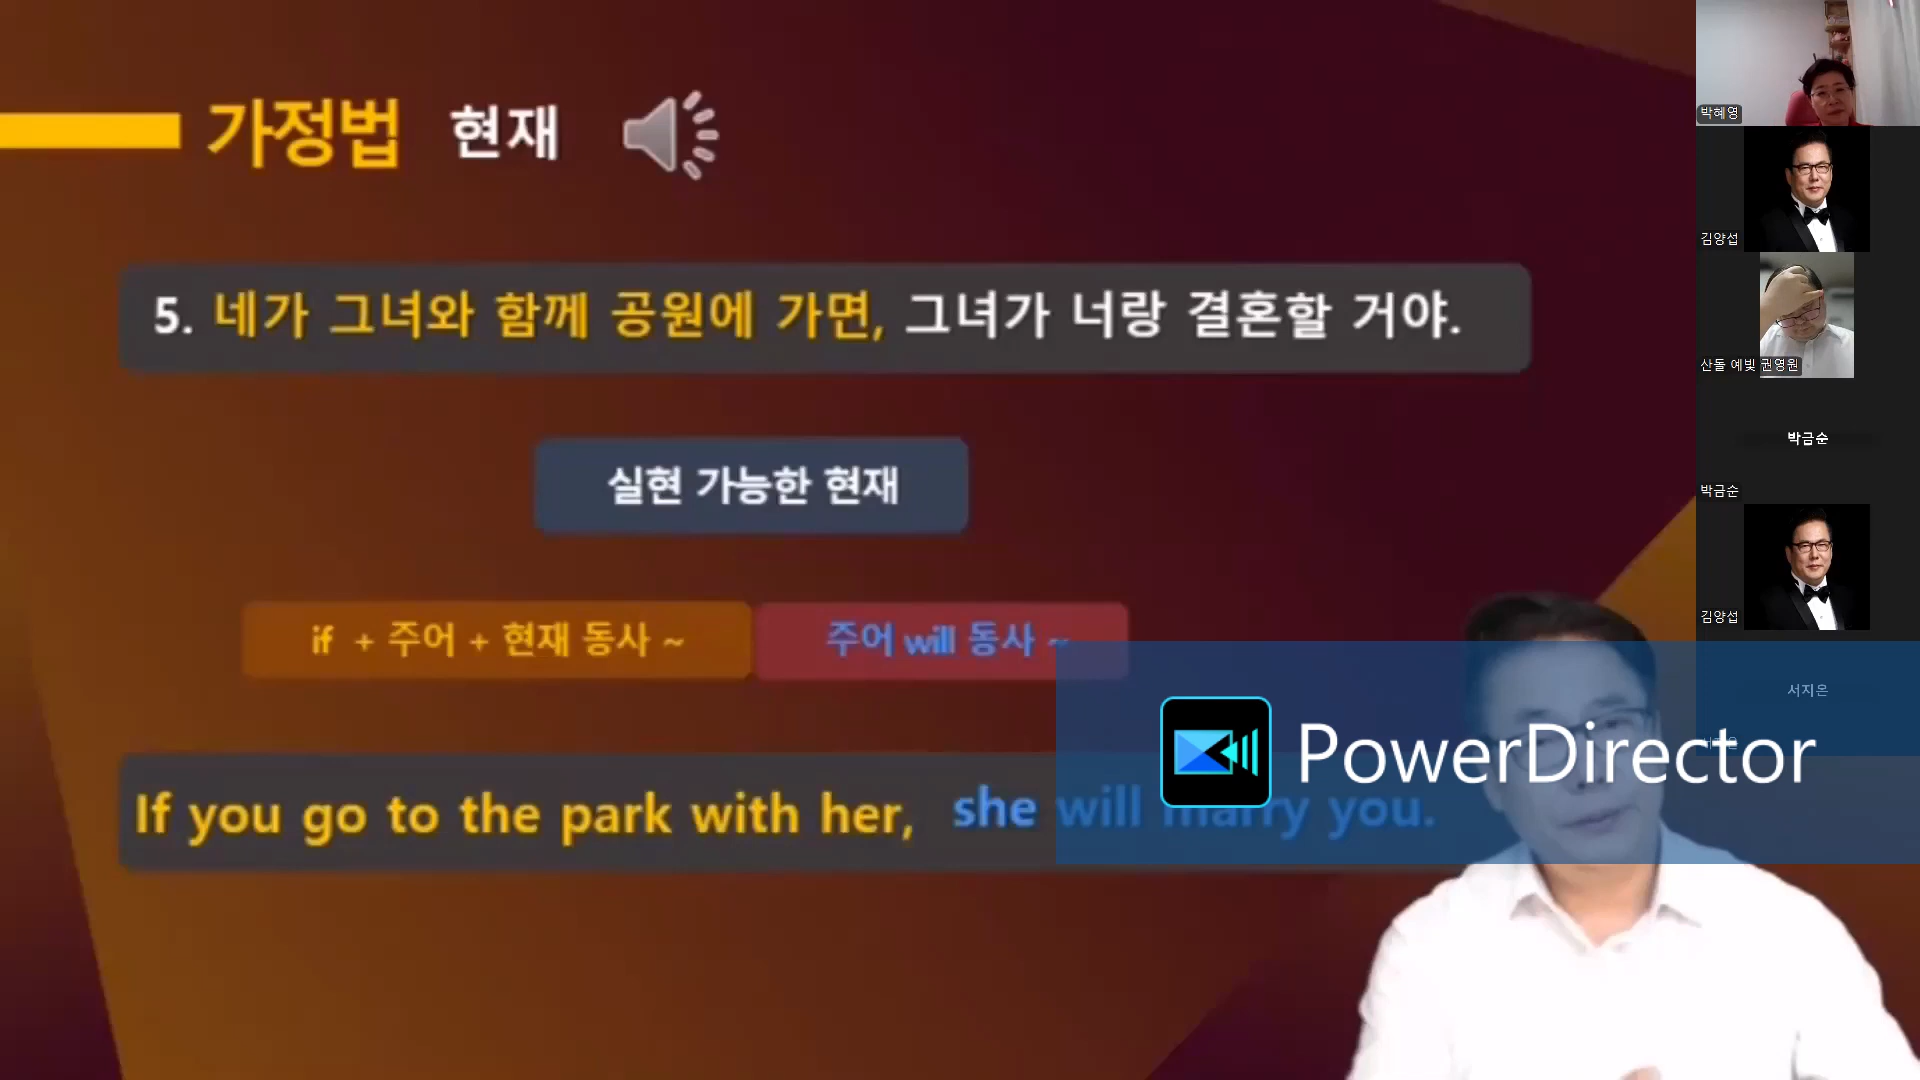 가정법 현재
5. 네가 그녀와 함께 공원에 가면, 그녀가 너랑 결혼할 거야.
실현 가능한 현재
if + 주어 + 현재 동사 ~ 주어 will 동사 ~
If you go to the park with her, she will marry you.
PowerDirector
박혜영
김양섭
산돌 예빛 권영원
박금순
박금순
김양섭
서지온